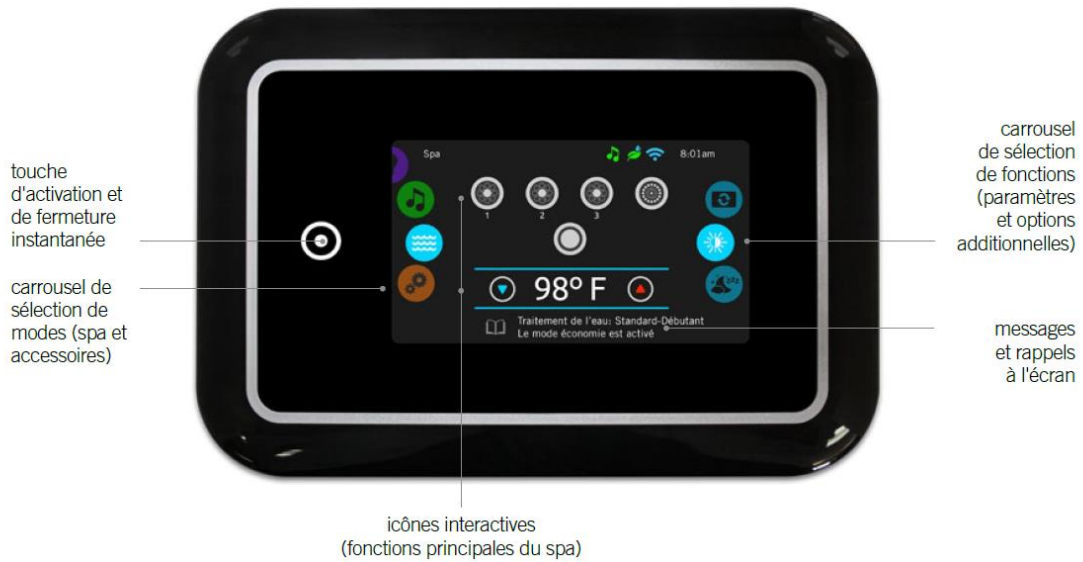 touche
d'activation et
de fermeture
instantanée
carrousel de
sélection de
modes (spa et
accessoires)
Spa
8:01am
1
2
3
98° F
Traitement de l'eau: Standard-Débutant
Le mode économie est activé
zzz
carrousel
de sélection
de fonctions
(paramètres
et options
additionnelles)
messages
et rappels
à l'écran
icônes interactives
(fonctions principales du spa)